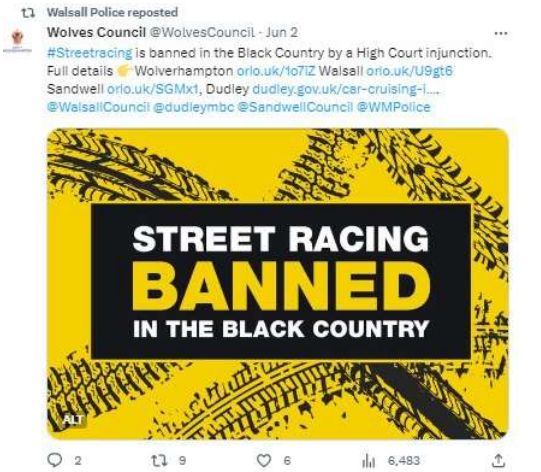 Walsall Police reposted
Wolves Council @WolvesCouncil · Jun 2
#Streetracing is banned in the Black Country by a High Court injunction.
Full details 👉 Wolverhampton orlo.uk/1o7iZ Walsall orlo.uk/U9gt6
Sandwell orlo.uk/SGMx1, Dudley dudley.gov.uk/car-cruising-i....
@WalsallCouncil @dudleymbc @SandwellCouncil @WMPolice
STREET RACING
BANNED
IN THE BLACK COUNTRY
ALT
2 9 6 6,483